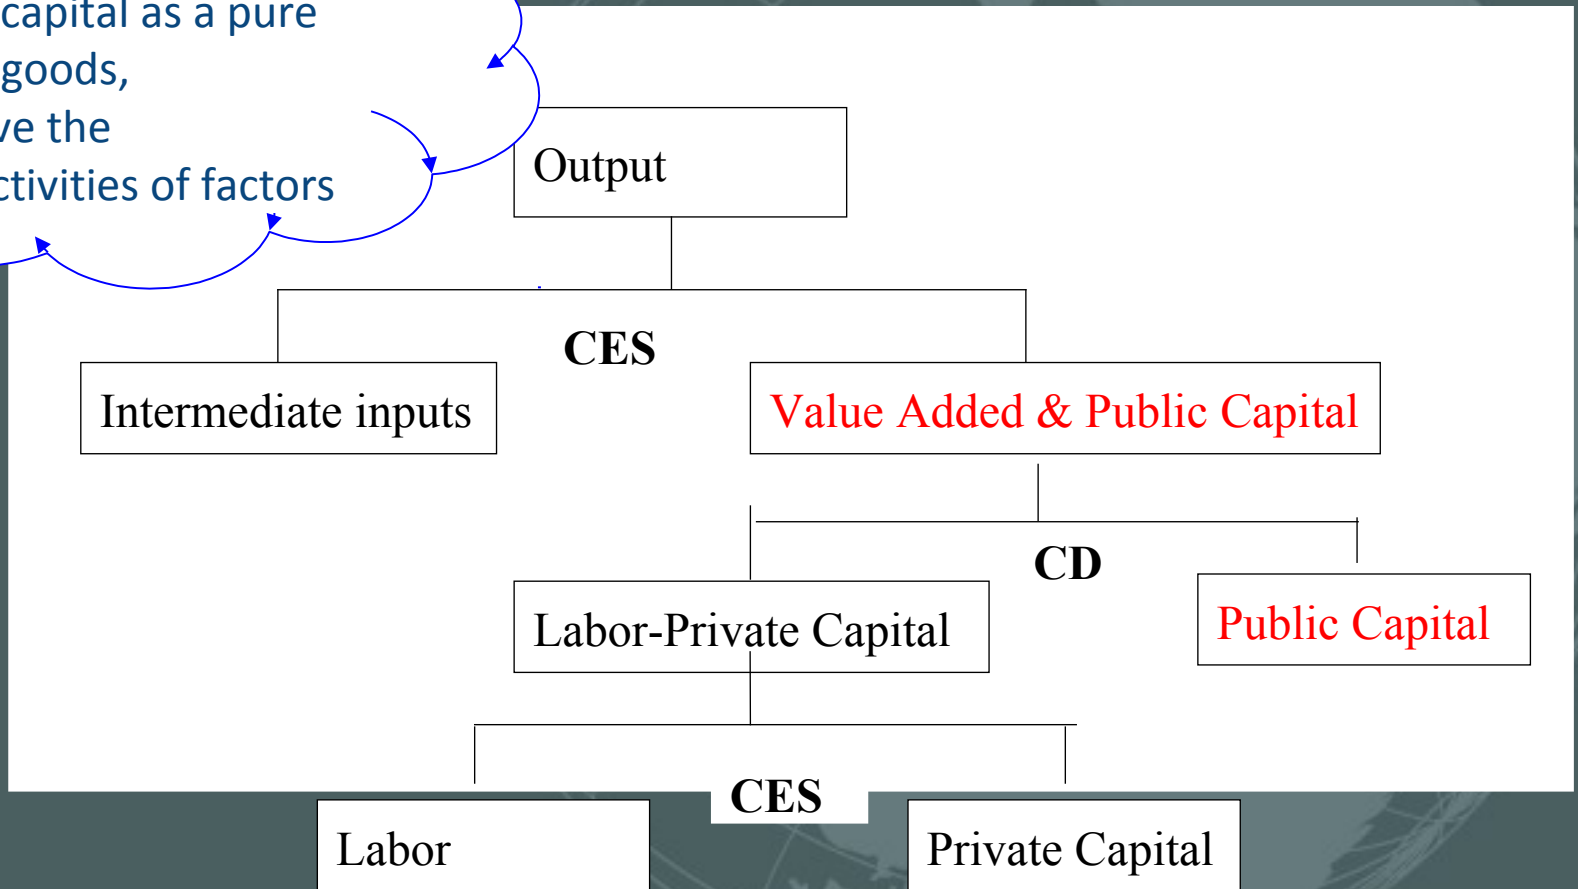 capital as a pure
goods,
ve the
ctivities of factors
Output
CES
Intermediate inputs
Value Added & Public Capital
CD
Labor-Private Capital
Public Capital
CES
Labor
Private Capital